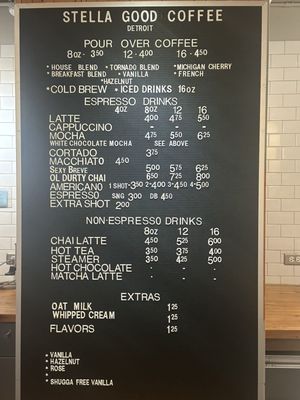 STELLA GOOD COFFEE
DETROIT
POUR OVER COFFEE
8oz - 3⁵⁰ 12 - 4⁰⁰ 16 - 4⁵⁰
* HOUSE BLEND * TORNADO BLEND * MICHIGAN CHERRY
* BREAKFAST BLEND * VANILLA * FRENCH
* HAZELNUT
* COLD BREW * ICED DRINKS 16oz
ESPRESSO DRINKS
4oz 8oz 12 16
LATTE 4⁰⁰ 4⁷⁵ 5⁵⁰
CAPPUCCINO - - -
MOCHA 4⁷⁵ 5⁵⁰ 6²⁵
WHITE CHOCOLATE MOCHA SEE ABOVE
CORTADO 3⁷⁵
MACCHIATO 4⁵⁰
SEXY BREVE 5⁰⁰ 5⁷⁵ 6²⁵
OL DURTY CHAI 6⁵⁰ 7²⁵ 8⁰⁰
AMERICANO 1 SHOT-3⁵⁰ 2-4⁰⁰ 3-4⁵⁰ 4-5⁰⁰
ESPRESSO SNG 3⁰⁰ DB 4⁵⁰
EXTRA SHOT 2⁰⁰
NON-ESPRESSO DRINKS
8oz 12 16
CHAI LATTE 4⁵⁰ 5²⁵ 6⁰⁰
HOT TEA 3⁵⁰ 3⁷⁵ 4⁰⁰
STEAMER 3⁵⁰ 4²⁵ 5⁰⁰
HOT CHOCOLATE - - -
MATCHA LATTE - - -
EXTRAS
OAT MILK 1²⁵
WHIPPED CREAM 1²⁵
FLAVORS 1²⁵
* VANILLA
* HAZELNUT
* ROSE
*
* SHUGGA FREE VANILLA